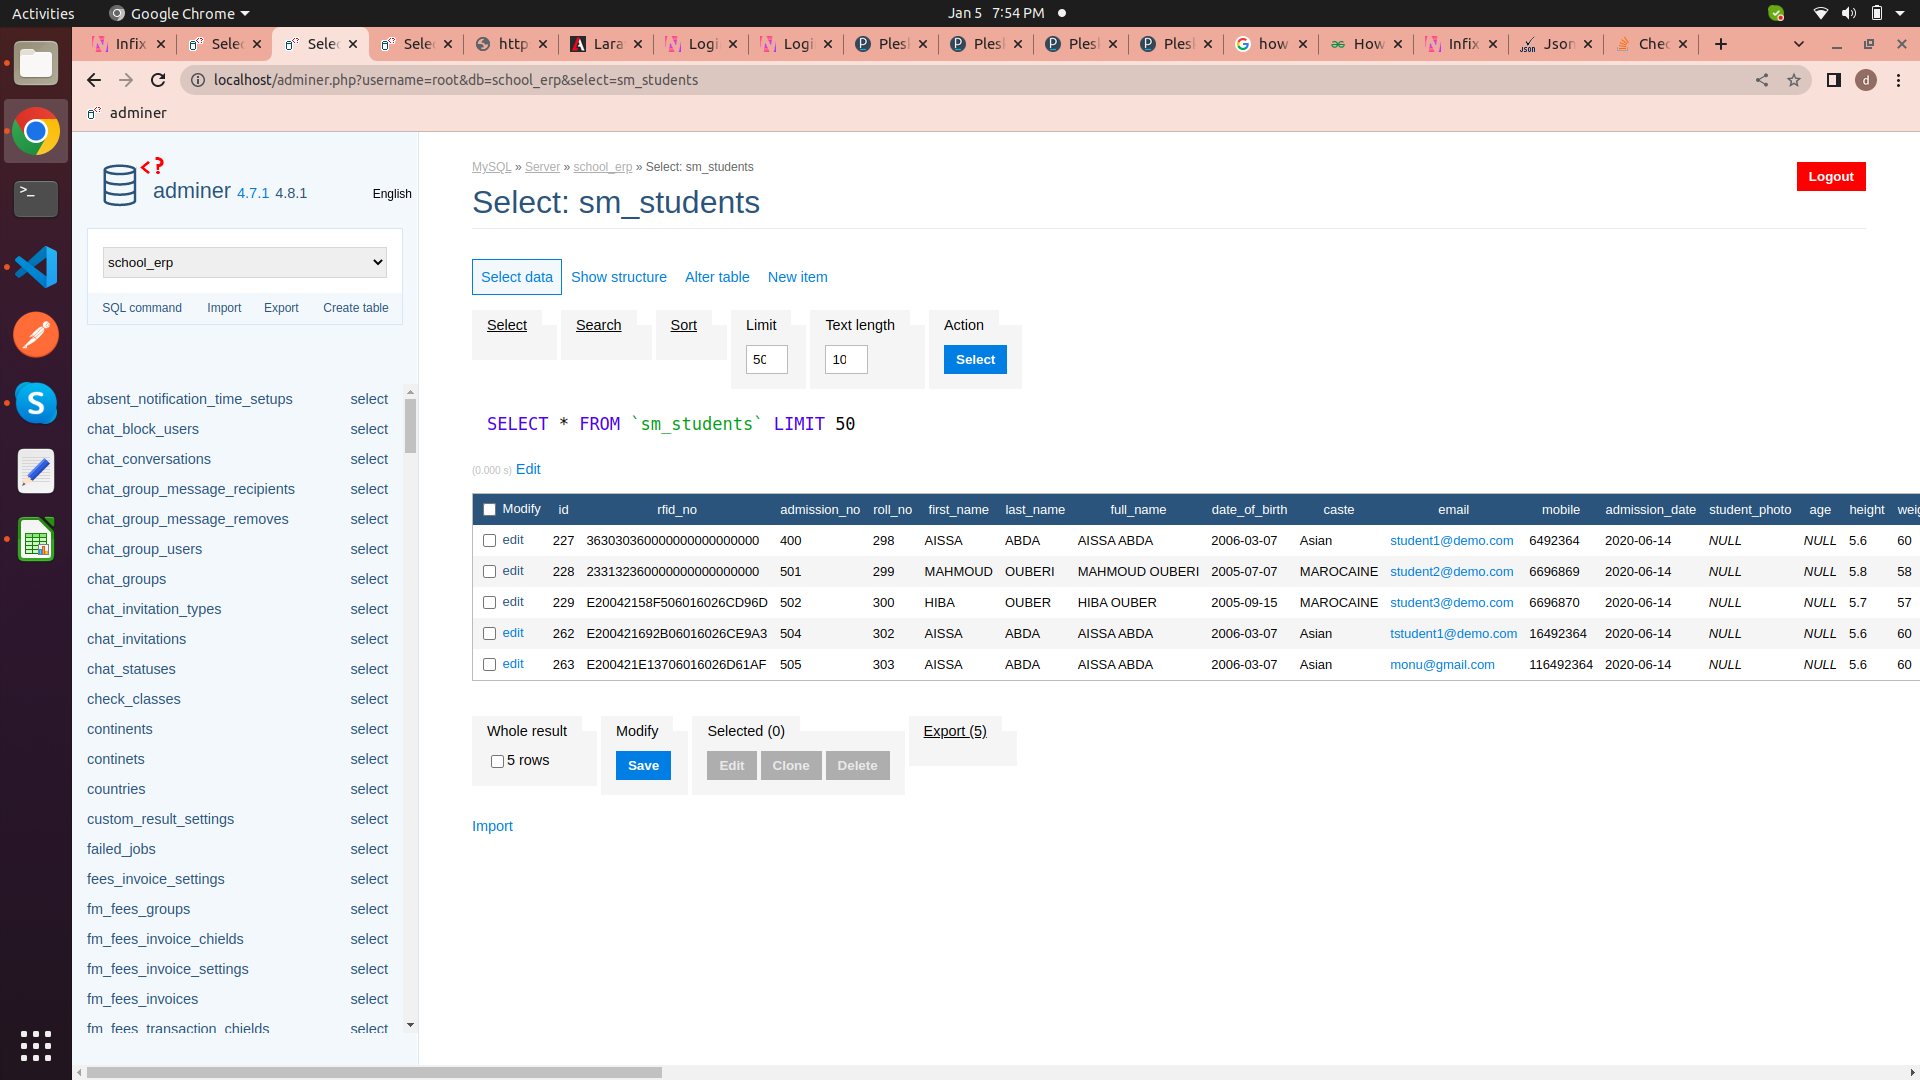 Activities Google Chrome Jan 5 7:54 PM
Infix Selec Selec Selec http Lara Logi Logi Plesk Plesk Plesk Plesk how How Infix Json Chec
localhost/adminer.php?username=root&db=school_erp&select=sm_students d
adminer
adminer 4.7.1 4.8.1 English
school_erp
SQL command Import Export Create table
absent_notification_time_setups select
chat_block_users select
chat_conversations select
chat_group_message_recipients select
chat_group_message_removes select
chat_group_users select
chat_groups select
chat_invitation_types select
chat_invitations select
chat_statuses select
check_classes select
continents select
continets select
countries select
custom_result_settings select
failed_jobs select
fees_invoice_settings select
fm_fees_groups select
fm_fees_invoice_chields select
fm_fees_invoice_settings select
fm_fees_invoices select
fm_fees_transaction_chields select
MySQL » Server » school_erp » Select: sm_students
Logout
Select: sm_students
Select data Show structure Alter table New item
Select Search Sort Limit Text length Action
50 10 Select
SELECT * FROM `sm_students` LIMIT 50
(0.000 s) Edit
Modify id rfid_no admission_no roll_no first_name last_name full_name date_of_birth caste email mobile admission_date student_photo age height weig
edit 227 363030360000000000000000 400 298 AISSA ABDA AISSA ABDA 2006-03-07 Asian student1@demo.com 6492364 2020-06-14 NULL NULL 5.6 60
edit 228 233132360000000000000000 501 299 MAHMOUD OUBERI MAHMOUD OUBERI 2005-07-07 MAROCAINE student2@demo.com 6696869 2020-06-14 NULL NULL 5.8 58
edit 229 E20042158F506016026CD96D 502 300 HIBA OUBER HIBA OUBER 2005-09-15 MAROCAINE student3@demo.com 6696870 2020-06-14 NULL NULL 5.7 57
edit 262 E200421692B06016026CE9A3 504 302 AISSA ABDA AISSA ABDA 2006-03-07 Asian tstudent1@demo.com 16492364 2020-06-14 NULL NULL 5.6 60
edit 263 E200421E13706016026D61AF 505 303 AISSA ABDA AISSA ABDA 2006-03-07 Asian monu@gmail.com 116492364 2020-06-14 NULL NULL 5.6 60
Whole result Modify Selected (0) Export (5)
5 rows Save Edit Clone Delete
Import